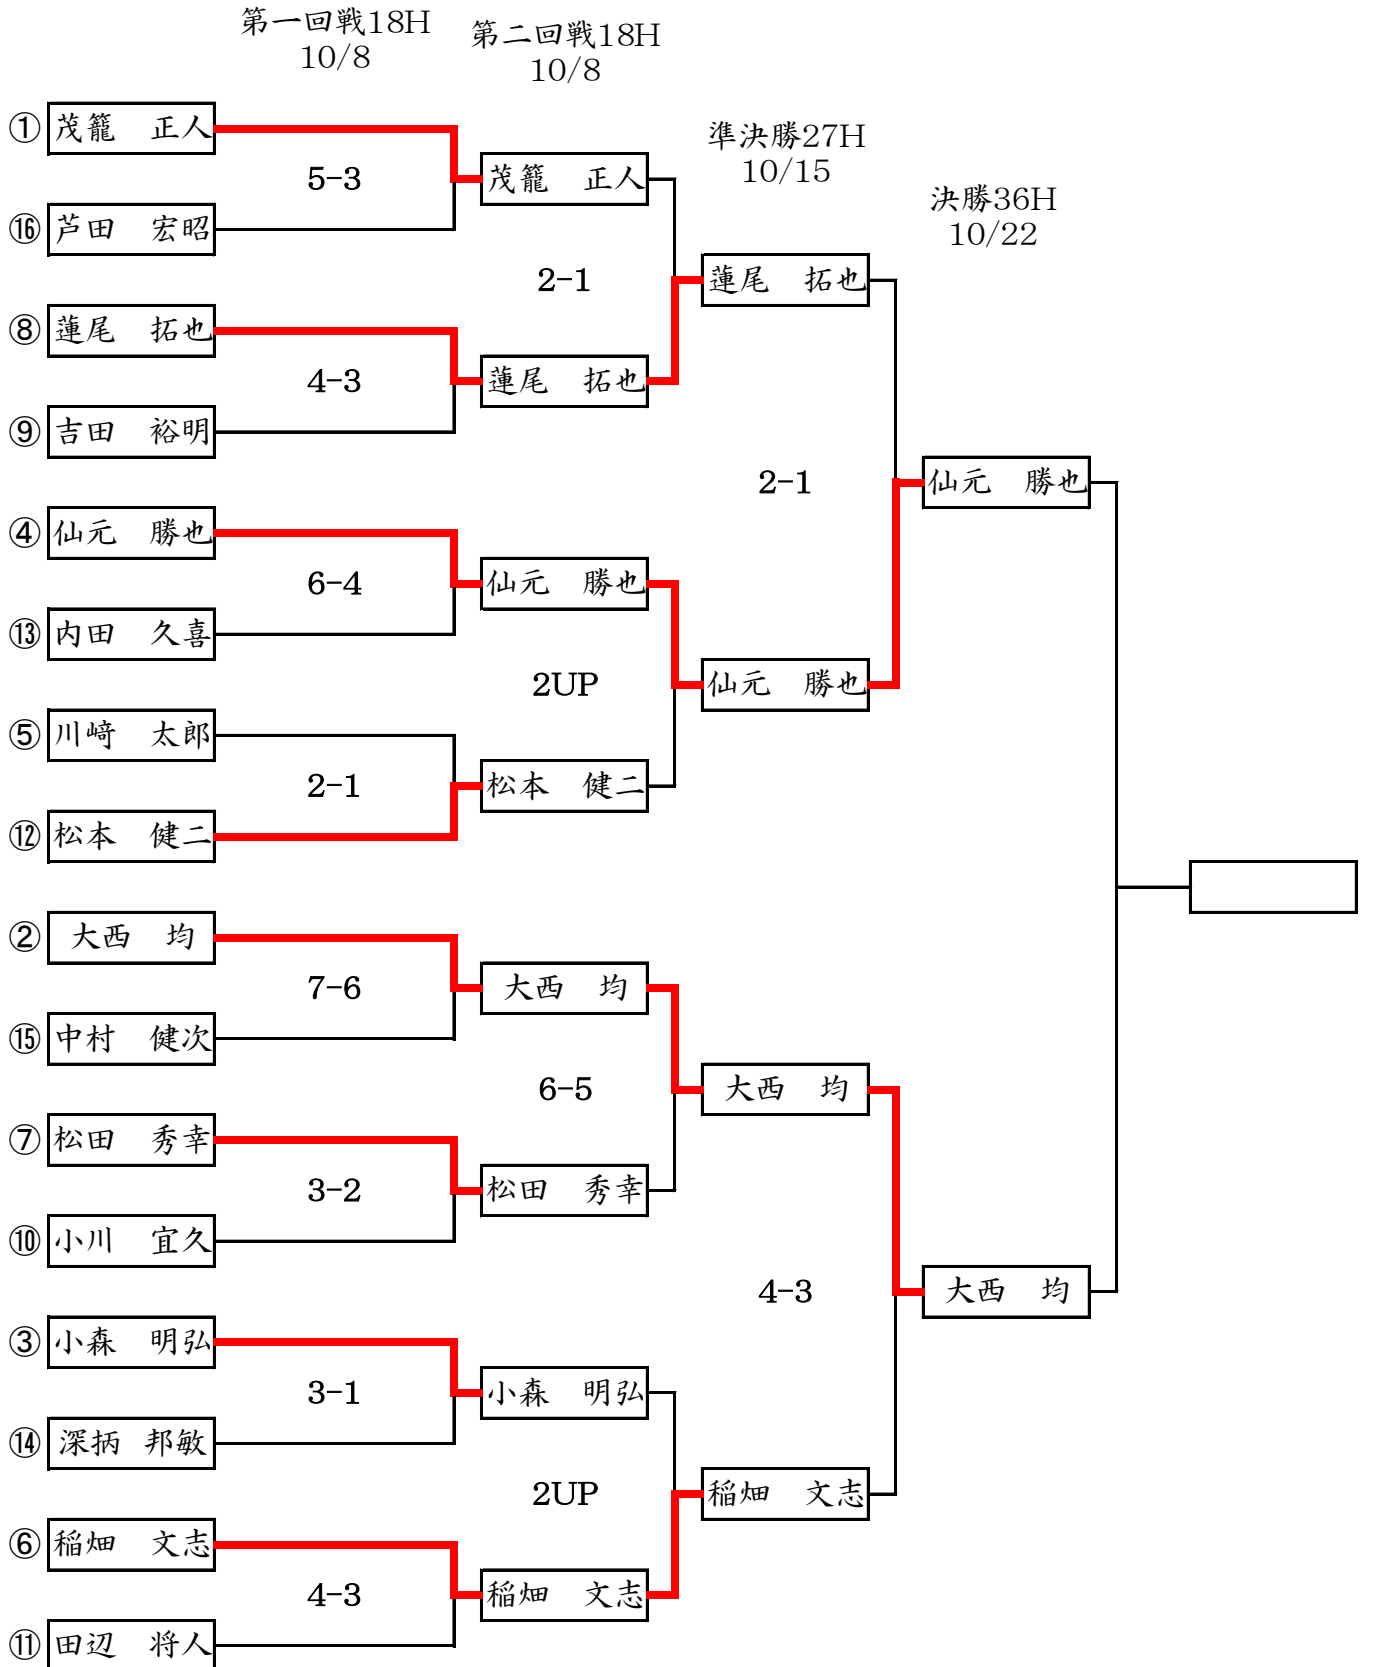 第一回戦18H
10/8
第二回戦18H
10/8
準決勝27H
10/15
決勝36H
10/22
① 茂籠 正人
5-3
⑯ 芦田 宏昭
茂籠 正人
2-1
⑧ 蓮尾 拓也
4-3
⑨ 吉田 裕明
蓮尾 拓也
蓮尾 拓也
2-1
④ 仙元 勝也
6-4
⑬ 内田 久喜
仙元 勝也
2UP
⑤ 川﨑 太郎
2-1
⑫ 松本 健二
松本 健二
仙元 勝也
仙元 勝也
② 大西 均
7-6
⑮ 中村 健次
大西 均
6-5
⑦ 松田 秀幸
3-2
⑩ 小川 宜久
松田 秀幸
大西 均
4-3
③ 小森 明弘
3-1
⑭ 深柄 邦敏
小森 明弘
2UP
⑥ 稲畑 文志
4-3
⑪ 田辺 将人
稲畑 文志
稲畑 文志
大西 均